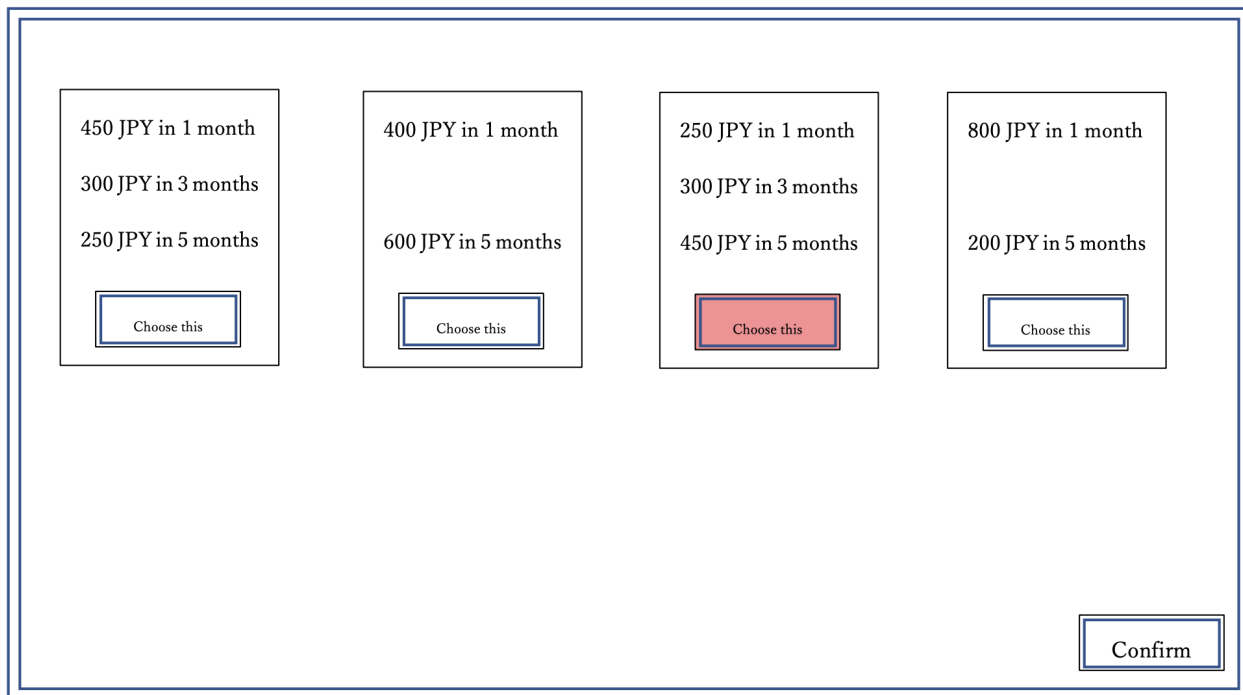 450 JPY in 1 month
300 JPY in 3 months
250 JPY in 5 months
Choose this
400 JPY in 1 month
600 JPY in 5 months
Choose this
250 JPY in 1 month
300 JPY in 3 months
450 JPY in 5 months
Choose this
800 JPY in 1 month
200 JPY in 5 months
Choose this
Confirm